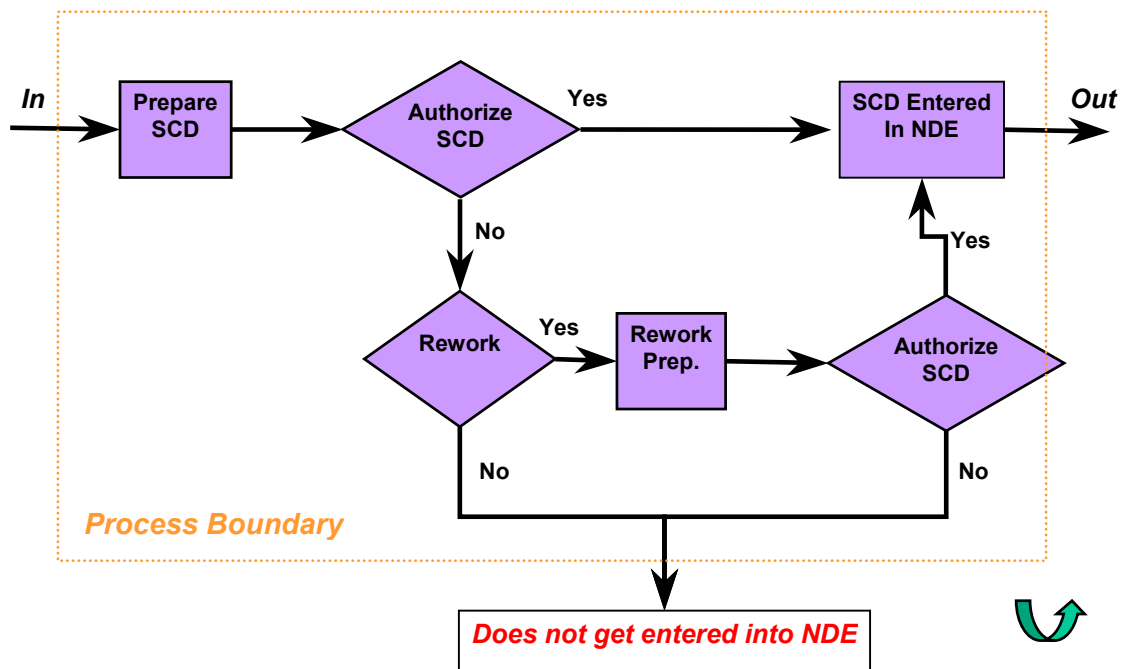 In
Prepare
SCD
Authorize
SCD
Yes
SCD Entered
In NDE
Out
No
Yes
Rework
Yes
Rework
Prep.
Authorize
SCD
No
No
Process Boundary
Does not get entered into NDE